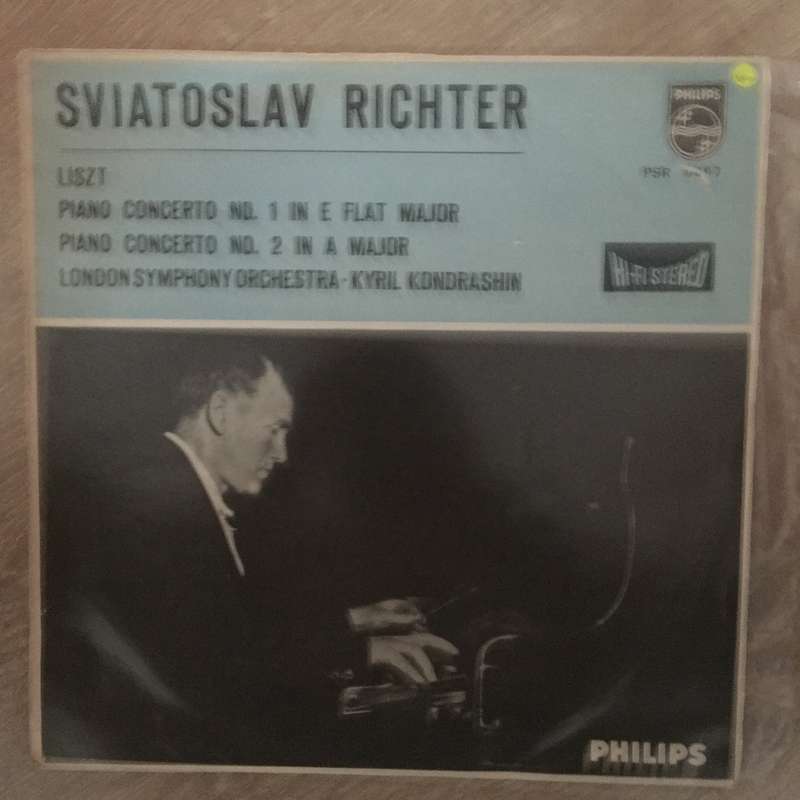 SVIATOSLAV RICHTER
PHILIPS
PSR
LISZT
PIANO CONCERTO NO. 1 IN E FLAT MAJOR
PIANO CONCERTO NO. 2 IN A MAJOR
LONDON SYMPHONY ORCHESTRA - KYRIL KONDRASHIN
HI-FI STEREO
PHILIPS